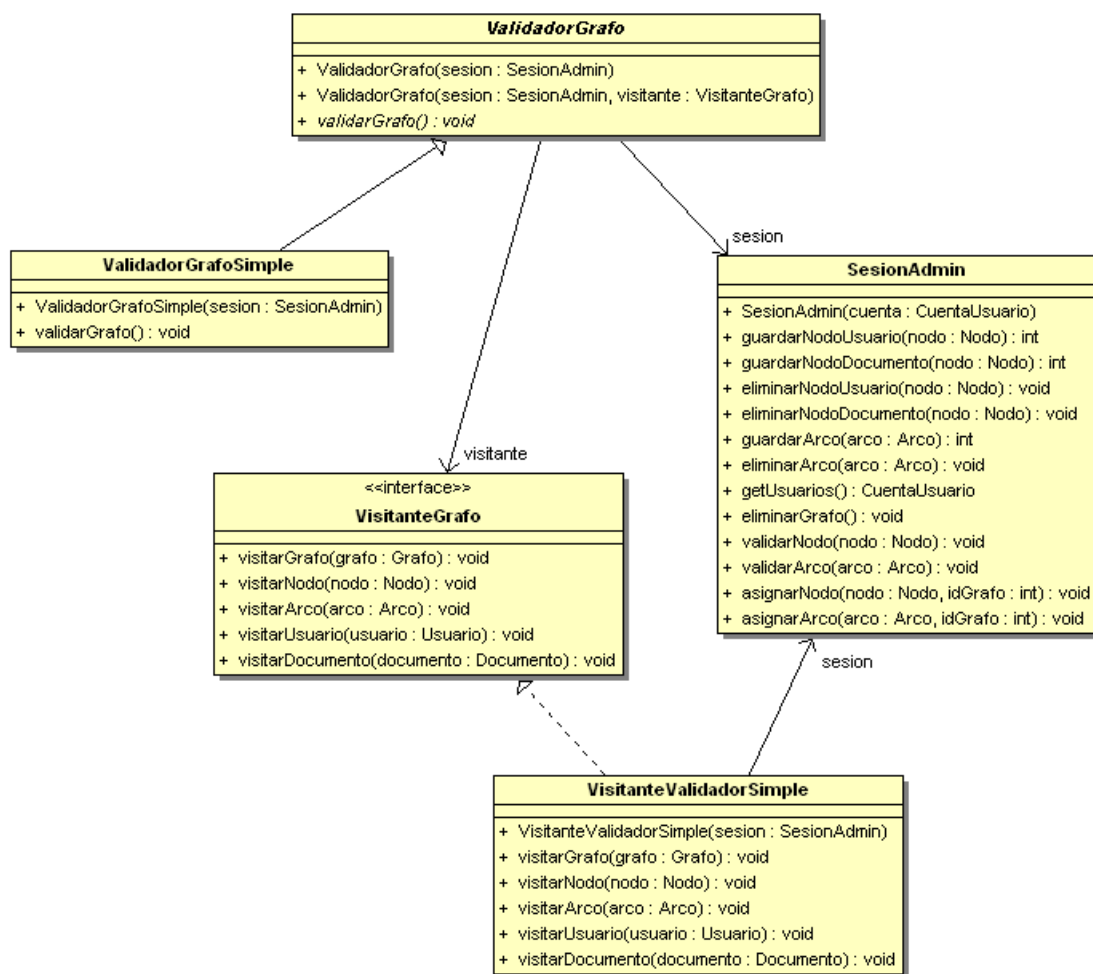 ValidadorGrafo
+ ValidadorGrafo(sesion : SesionAdmin)
+ ValidadorGrafo(sesion : SesionAdmin, visitante : VisitanteGrafo)
+ validarGrafo() : void
ValidadorGrafoSimple
+ ValidadorGrafoSimple(sesion : SesionAdmin)
+ validarGrafo() : void
sesion
SesionAdmin
+ SesionAdmin(cuenta : CuentaUsuario)
+ guardarNodoUsuario(nodo : Nodo) : int
+ guardarNodoDocumento(nodo : Nodo) : int
+ eliminarNodoUsuario(nodo : Nodo) : void
+ eliminarNodoDocumento(nodo : Nodo) : void
+ guardarArco(arco : Arco) : int
+ eliminarArco(arco : Arco) : void
+ getUsuarios() : CuentaUsuario
+ eliminarGrafo() : void
+ validarNodo(nodo : Nodo) : void
+ validarArco(arco : Arco) : void
+ asignarNodo(nodo : Nodo, idGrafo : int) : void
+ asignarArco(arco : Arco, idGrafo : int) : void
visitante
<<interface>>
VisitanteGrafo
+ visitarGrafo(grafo : Grafo) : void
+ visitarNodo(nodo : Nodo) : void
+ visitarArco(arco : Arco) : void
+ visitarUsuario(usuario : Usuario) : void
+ visitarDocumento(documento : Documento) : void
sesion
VisitanteValidadorSimple
+ VisitanteValidadorSimple(sesion : SesionAdmin)
+ visitarGrafo(grafo : Grafo) : void
+ visitarNodo(nodo : Nodo) : void
+ visitarArco(arco : Arco) : void
+ visitarUsuario(usuario : Usuario) : void
+ visitarDocumento(documento : Documento) : void